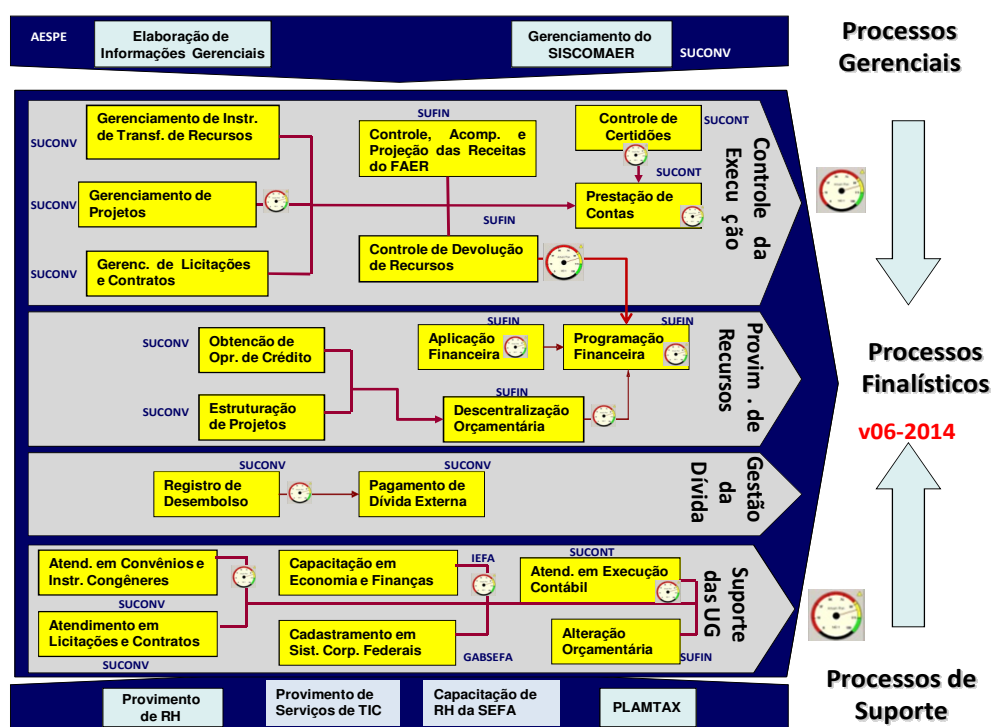 AESPE
Elaboração de
Informações Gerenciais
Gerenciamento do
SISCOMAER
SUCONV
Processos
Gerenciais
SUCONV
Gerenciamento de Instr.
de Transf. de Recursos
SUFIN
Controle, Acomp. e
Projeção das Receitas
do FAER
Controle de
Certidões
SUCONT
SUCONV
Gerenciamento de
Projetos
SUCONT
Prestação de
Contas
SUFIN
Controle de Devolução
de Recursos
SUCONV
Gerenc. de Licitações
e Contratos
Controle da
Execu ção
SUCONV
Obtencão de
Opr. de Crédito
SUFIN
Aplicação
Financeira
SUFIN
Programação
Financeira
SUCONV
Estruturação
de Projetos
SUFIN
Descentralização
Orçamentária
Provim . de
Recursos
Processos
Finalísticos
v06-2014
SUCONV
Registro de
Desembolso
SUCONV
Pagamento de
Dívida Externa
Gestão
da
Dívida
Atend. em Convênios e
Instr. Congêneres
SUCONV
Capacitação em
Economia e Finanças
IEFA
SUCONT
Atend. em Execução
Contábil
Atendimento em
Licitações e Contratos
SUCONV
Cadastramento em
Sist. Corp. Federais
GABSEFA
Alteração
Orçamentária
SUFIN
Suporte
das UG
Provimento
de RH
Provimento de
Serviços de TIC
Capacitação de
RH da SEFA
PLAMTAX
Processos de
Suporte